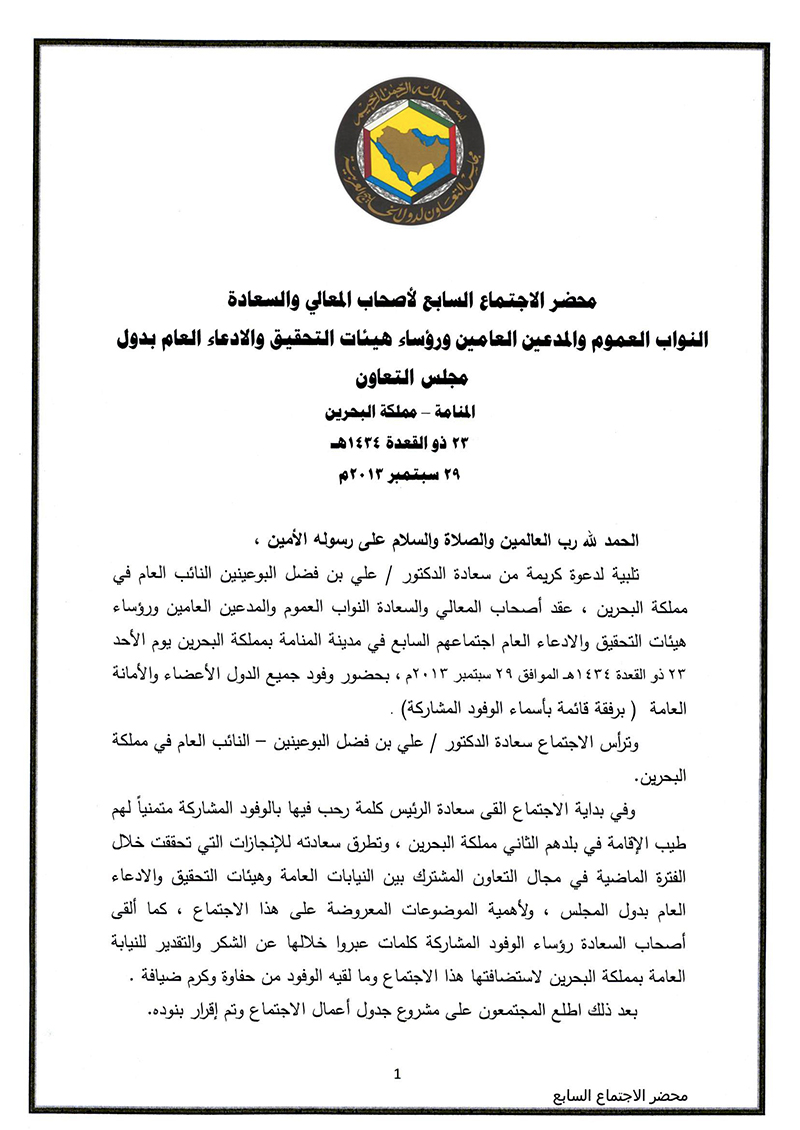 بسم الله الرحمن الرحيم
مجلس التعاون لدول الخليج العربية
محضر الاجتماع السابع لأصحاب المعالي والسعادة
النواب العموم والمدعين العامين ورؤساء هيئات التحقيق والادعاء العام بدول
مجلس التعاون
المنامة – مملكة البحرين
٢٣ ذو القعدة ١٤٣٤هـ
٢٩ سبتمبر ٢٠١٣م
الحمد لله رب العالمين والصلاة والسلام على رسوله الأمين ،
تلبية لدعوة كريمة من سعادة الدكتور / علي بن فضل البوعينين النائب العام في
مملكة البحرين ، عقد أصحاب المعالي والسعادة النواب العموم والمدعين العامين ورؤساء
هيئات التحقيق والادعاء العام اجتماعهم السابع في مدينة المنامة بمملكة البحرين يوم الأحد
٢٣ ذو القعدة ١٤٣٤هـ الموافق ٢٩ سبتمبر ٢٠١٣م ، بحضور وفود جميع الدول الأعضاء والأمانة
العامة ( برفقة قائمة بأسماء الوفود المشاركة) .
وترأس الاجتماع سعادة الدكتور / علي بن فضل البوعينين – النائب العام في مملكة
البحرين.
وفي بداية الاجتماع القى سعادة الرئيس كلمة رحب فيها بالوفود المشاركة متمنياً لهم
طيب الإقامة في بلدهم الثاني مملكة البحرين ، وتطرق سعادته للإنجازات التي تحققت خلال
الفترة الماضية في مجال التعاون المشترك بين النيابات العامة وهيئات التحقيق والادعاء
العام بدول المجلس ، ولأهمية الموضوعات المعروضة على هذا الاجتماع ، كما ألقى
أصحاب السعادة رؤساء الوفود المشاركة كلمات عبروا خلالها عن الشكر والتقدير للنيابة
العامة بمملكة البحرين لاستضافتها هذا الاجتماع وما لقيه الوفود من حفاوة وكرم ضيافة .
بعد ذلك اطلع المجتمعون على مشروع جدول أعمال الاجتماع وتم إقرار بنوده.
1
محضر الاجتماع السابع